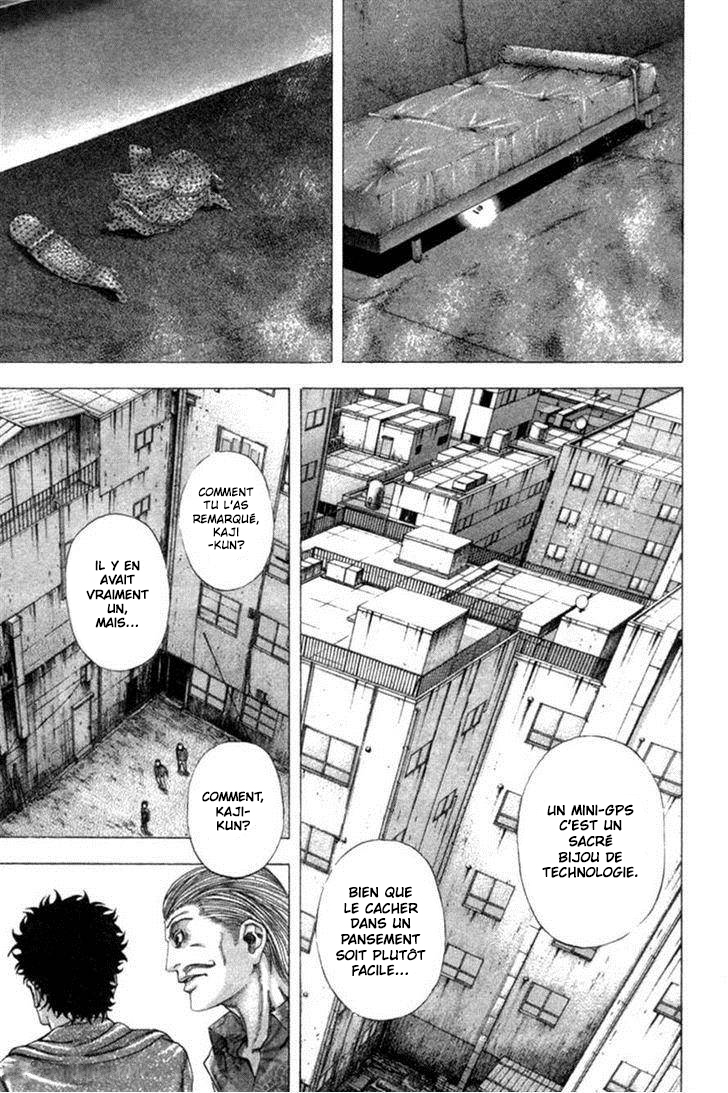 UN MINI-GPS
C'EST UN
SACRÉ
BIJOU DE
TECHNOLOGIE.
BIEN QUE
LE CACHER
DANS UN
PANSEMENT
SOIT PLUTÔT
FACILE...
COMMENT
TU L'AS
REMARQUÉ,
KAJI
-KUN?
IL Y EN
AVAIT
VRAIMENT
UN,
MAIS...
COMMENT,
KAJI-
KUN?